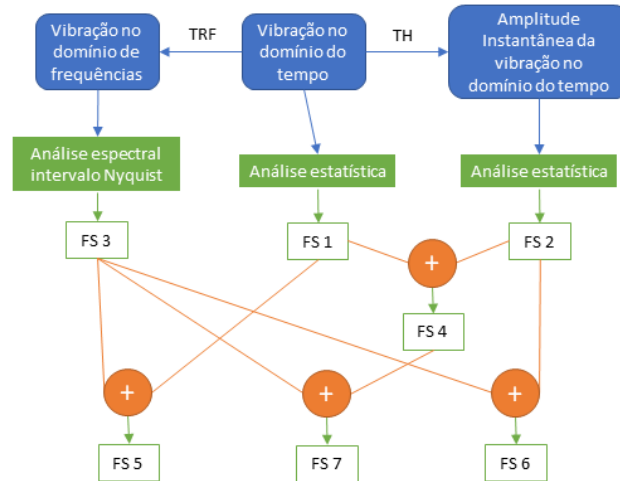 Vibração no
domínio de
frequências
TRF
Vibração no
domínio do
tempo
TH
Amplitude
Instantânea da
vibração no
domínio do tempo
Análise espectral
intervalo Nyquist
Análise estatística
Análise estatística
FS 3
FS 1
+
FS 2
FS 4
+
+
+
FS 5
FS 7
FS 6